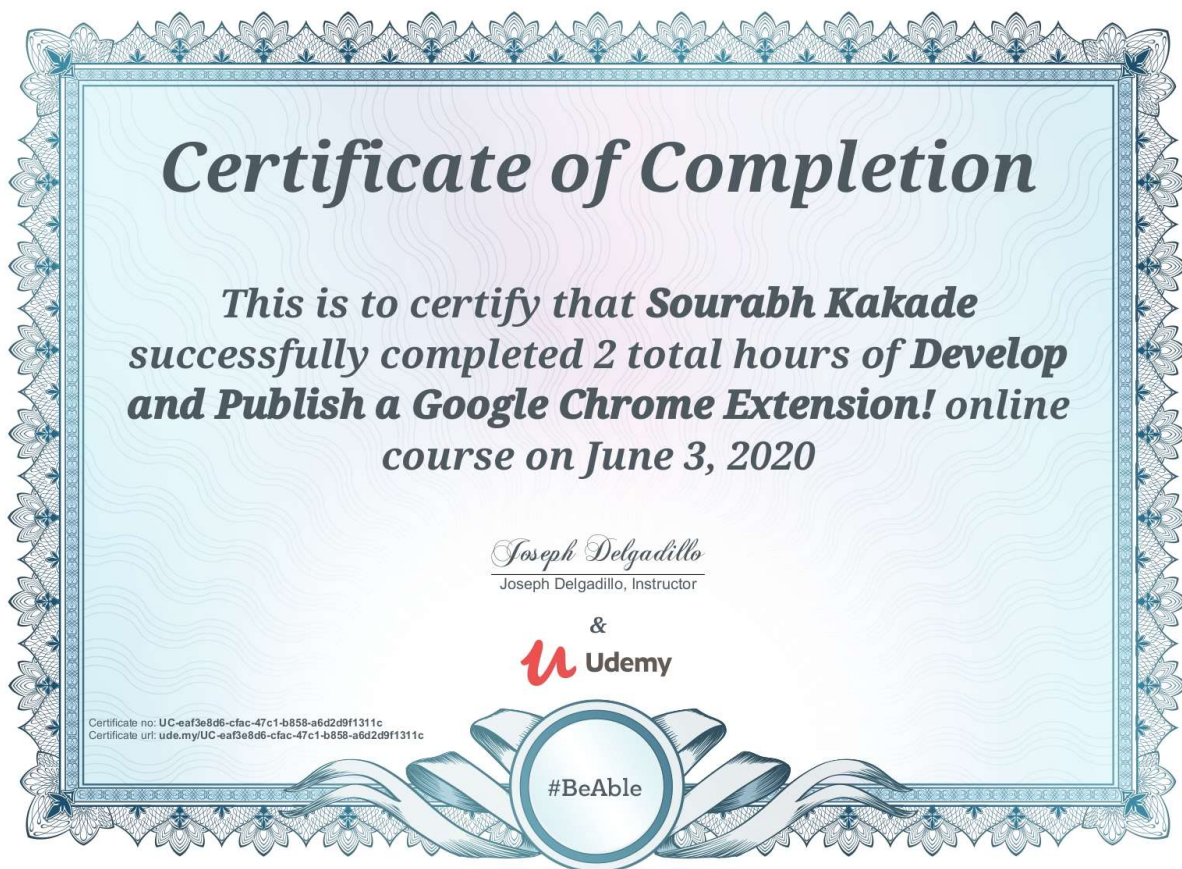 Certificate of Completion
This is to certify that Sourabh Kakade
successfully completed 2 total hours of Develop
and Publish a Google Chrome Extension! online
course on June 3, 2020
Joseph Delgadillo
Joseph Delgadillo, Instructor
&
Udemy
Certificate no: UC-eaf3e8d6-cfac-47c1-b858-a6d2d9f1311c
Certificate url: ude.my/UC-eaf3e8d6-cfac-47c1-b858-a6d2d9f1311c
#BeAble